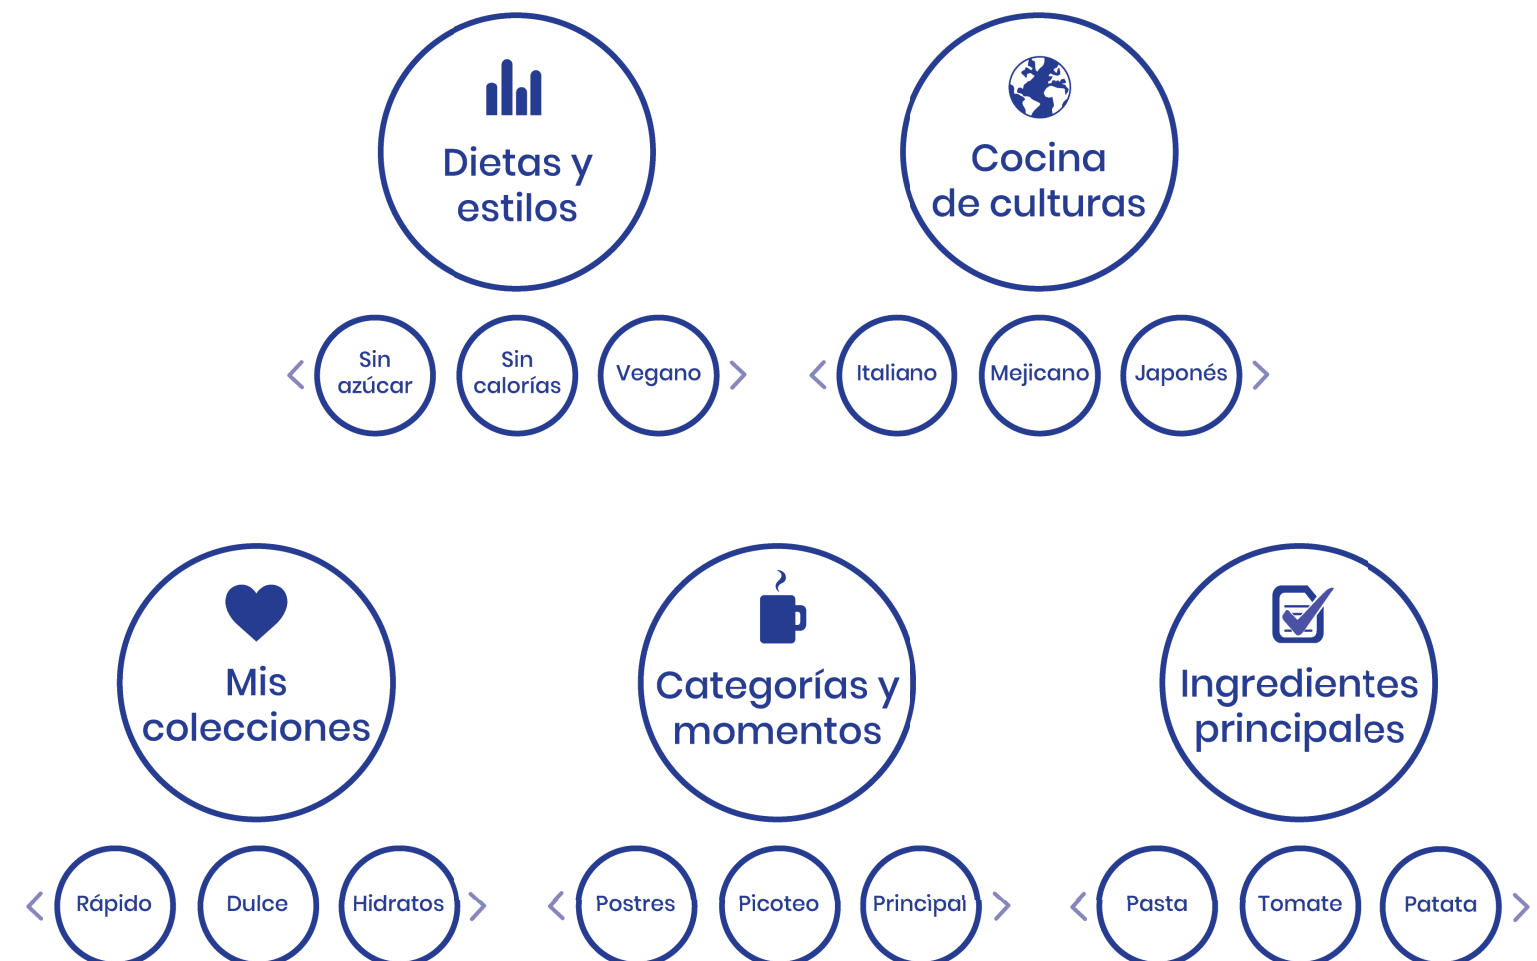 Dietas y
estilos
Cocina
de culturas
Sin
azúcar
Sin
calorías
Vegano
Italiano
Mejicano
Japonés
Mis
colecciones
Categorías y
momentos
Ingredientes
principales
Rápido
Dulce
Hidratos
Postres
Picoteo
Principal
Pasta
Tomate
Patata